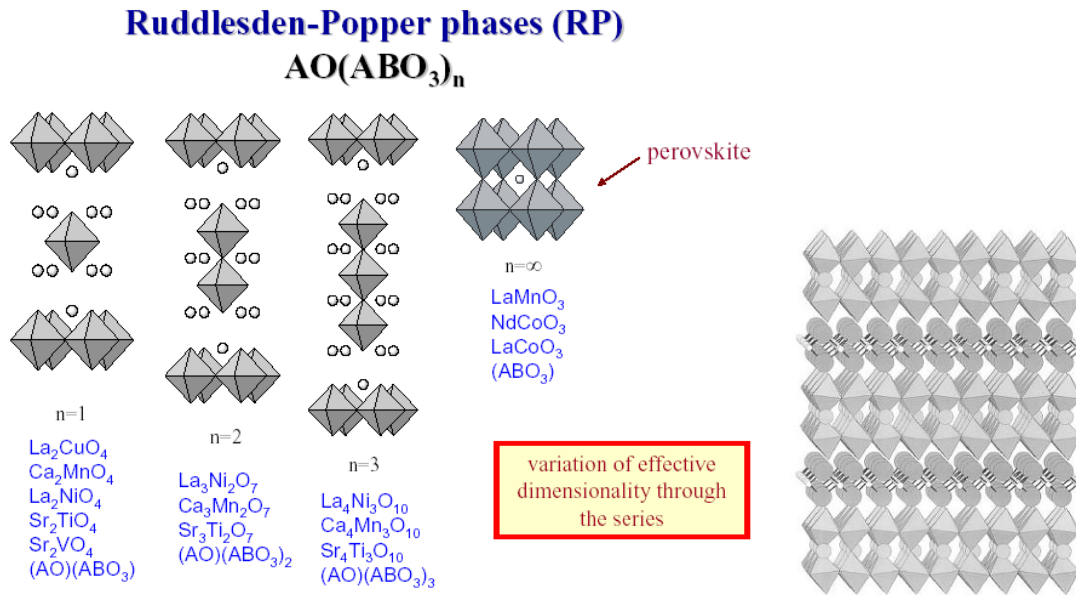 Ruddlesden-Popper phases (RP)
AO(ABO₃)ₙ
perovskite
n=1
La₂CuO₄
Ca₂MnO₄
La₂NiO₄
Sr₂TiO₄
Sr₂VO₄
(AO)(ABO₃)
n=2
La₃Ni₂O₇
Ca₃Mn₂O₇
Sr₃Ti₂O₇
(AO)(ABO₃)₂
n=3
La₄Ni₃O₁₀
Ca₄Mn₃O₁₀
Sr₄Ti₃O₁₀
(AO)(ABO₃)₃
n=∞
LaMnO₃
NdCoO₃
LaCoO₃
(ABO₃)
variation of effective
dimensionality through
the series